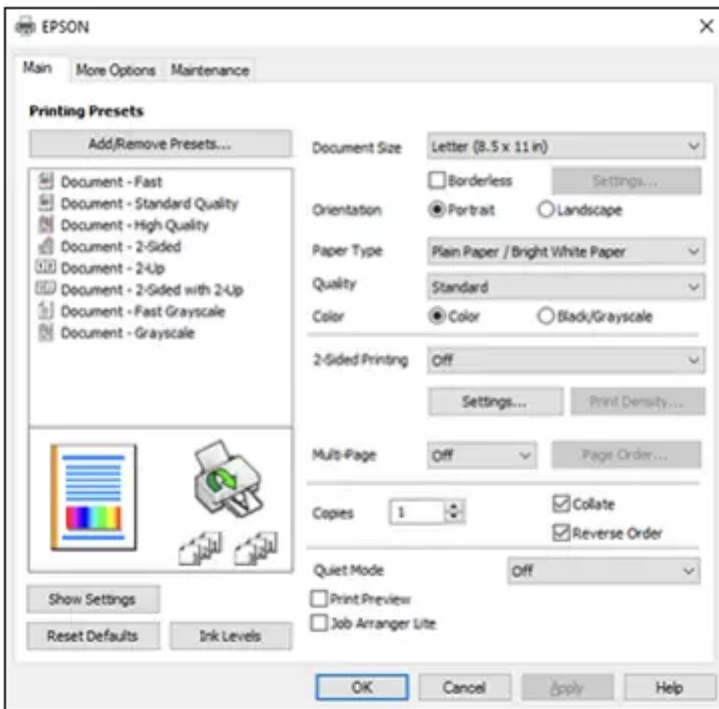 EPSON
Main More Options Maintenance
Printing Presets
Add/Remove Presets...
Document - Fast
Document - Standard Quality
Document - High Quality
Document - 2-Sided
Document - 2-Up
Document - 2-Sided with 2-Up
Document - Fast Grayscale
Document - Grayscale
Show Settings
Reset Defaults Ink Levels
Document Size Letter (8.5 x 11 in)
Borderless Settings...
Orientation Portrait Landscape
Paper Type Plain Paper / Bright White Paper
Quality Standard
Color Color Black/Grayscale
2-Sided Printing Off
Settings... Print Density...
Multi-Page Off Page Order...
Copies 1 Collate
Reverse Order
Quiet Mode Off
Print Preview
Job Arranger Lite
OK Cancel Apply Help